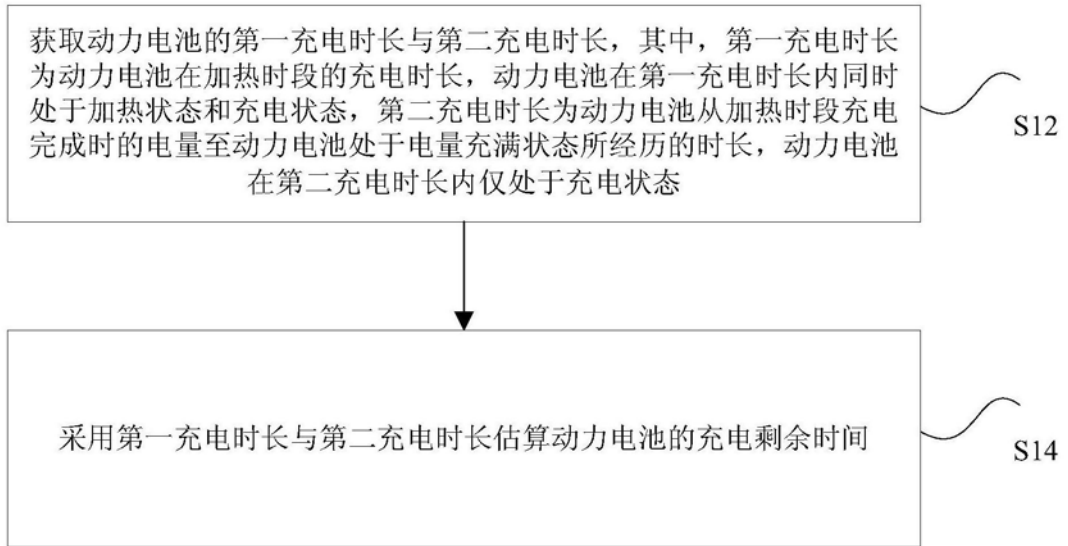 获取动力电池的第一充电时长与第二充电时长，其中，第一充电时长
为动力电池在加热时段的充电时长，动力电池在第一充电时长内同时
处于加热状态和充电状态，第二充电时长为动力电池从加热时段充电
完成时的电量至动力电池处于电量充满状态所经历的时长，动力电池
在第二充电时长内仅处于充电状态
S12
采用第一充电时长与第二充电时长估算动力电池的充电剩余时间
S14